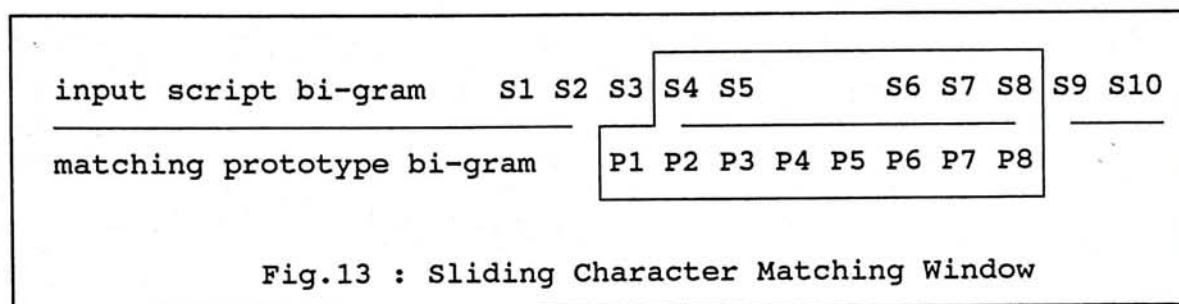 input script bi-gram S1 S2 S3 S4 S5 S6 S7 S8 S9 S10
matching prototype bi-gram P1 P2 P3 P4 P5 P6 P7 P8
Fig.13 : Sliding Character Matching Window